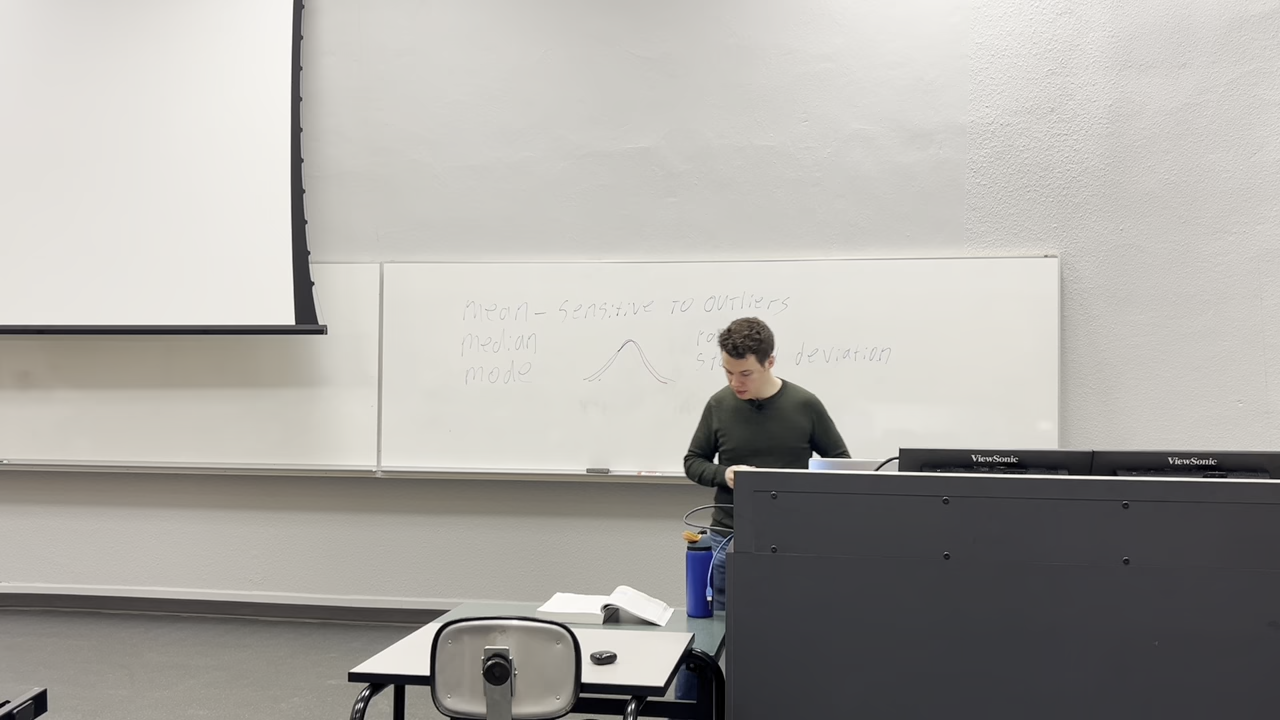 mean - sensitive to outliers
median
mode
deviation
ViewSonic
ViewSonic